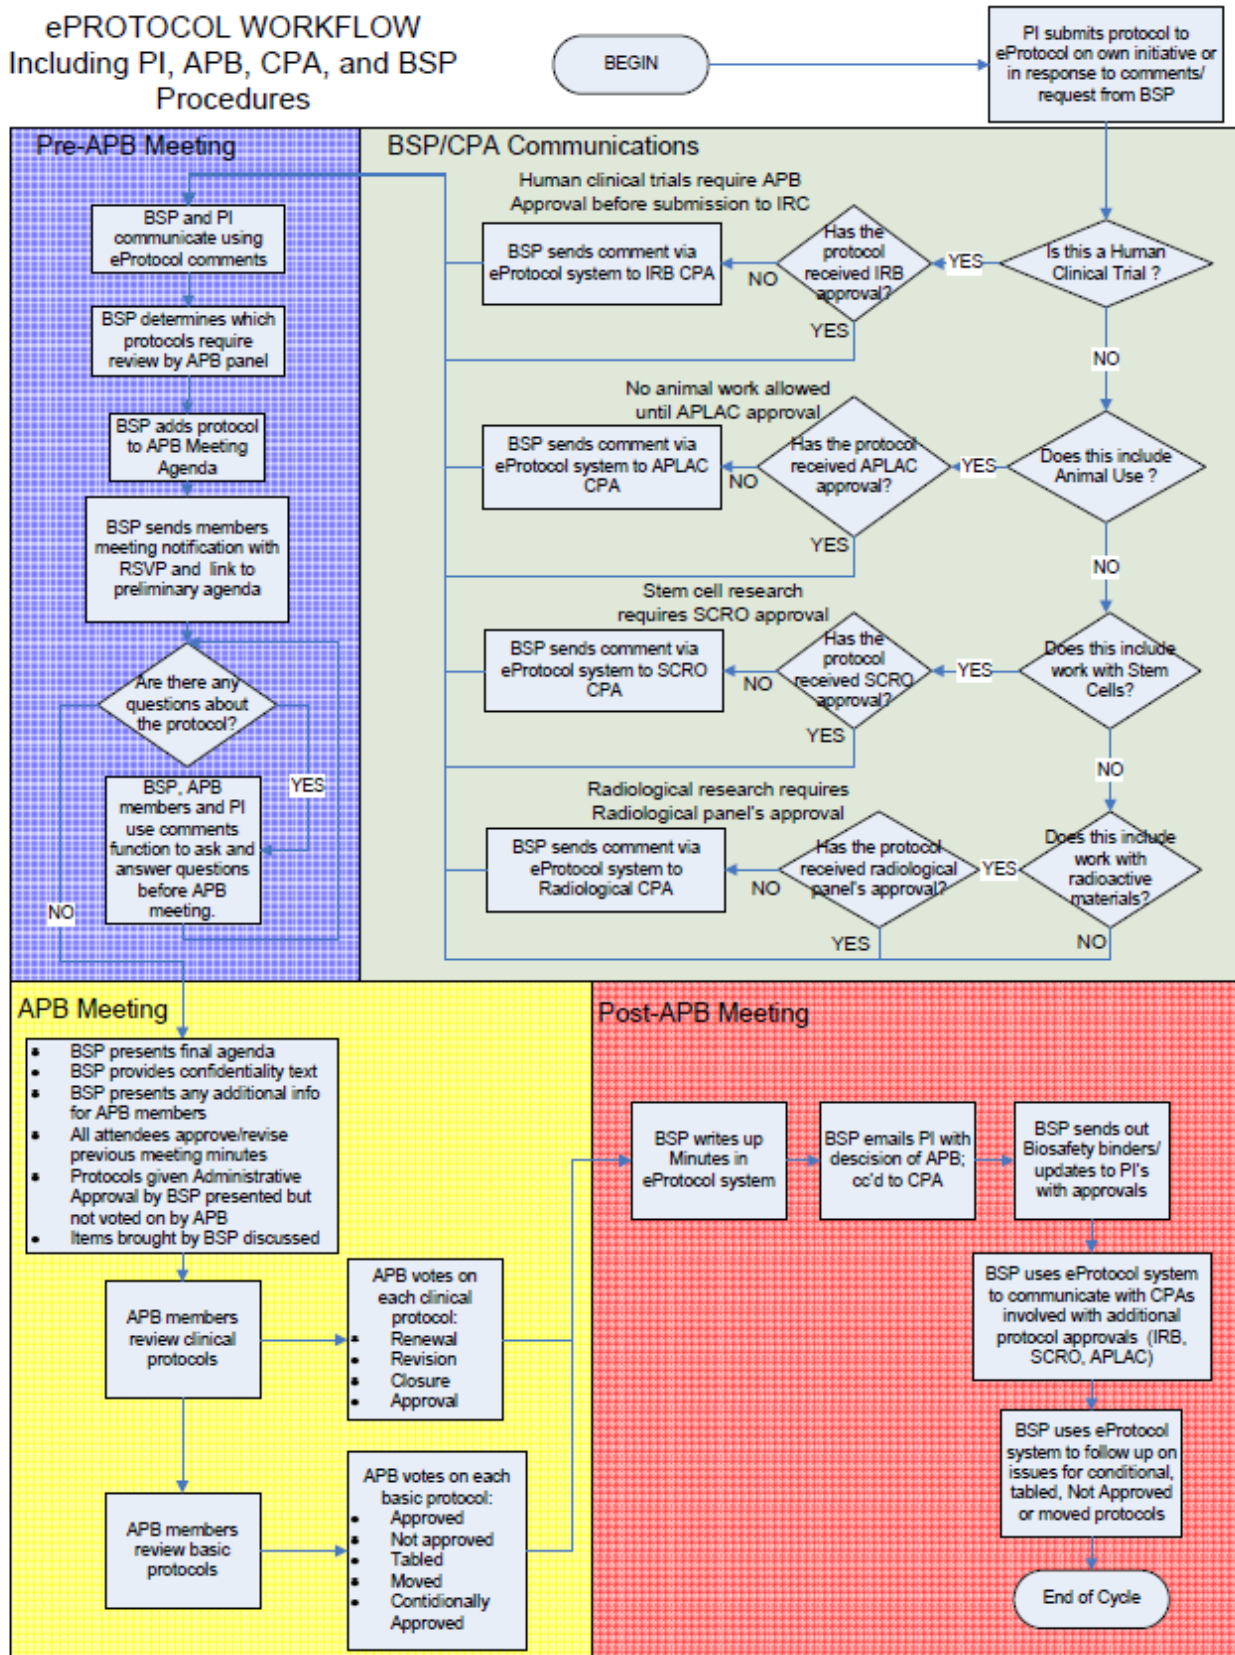 ePROTOCOL WORKFLOW
Including PI, APB, CPA, and BSP
Procedures
BEGIN
PI submits protocol to
eProtocol on own initiative or
in response to comments/
request from BSP
Pre-APB Meeting
BSP and PI
communicate using
eProtocol comments
BSP determines which
protocols require
review by APB panel
BSP adds protocol
to APB Meeting
Agenda
BSP sends members
meeting notification with
RSVP and link to
preliminary agenda
Are there any
questions about
the protocol?
YES
BSP, APB
members and PI
use comments
function to ask and
answer questions
before APB
meeting.
NO
BSP/CPA Communications
Human clinical trials require APB
Approval before submission to IRC
BSP sends comment via
eProtocol system to IRB CPA
NO
Has the
protocol
received IRB
approval?
YES
YES
Is this a Human
Clinical Trial ?
NO
No animal work allowed
until APLAC approval
BSP sends comment via
eProtocol system to APLAC
CPA
NO
Has the protocol
received APLAC
approval?
YES
YES
Does this include
Animal Use ?
NO
Stem cell research
requires SCRO approval
BSP sends comment via
eProtocol system to SCRO
CPA
NO
Has the
protocol
received SCRO
approval?
YES
YES
Does this include
work with Stem
Cells?
NO
Radiological research requires
Radiological panel's approval
BSP sends comment via
eProtocol system to
Radiological CPA
NO
Has the protocol
received radiological
panel's approval?
YES
YES
Does this include
work with
radioactive
materials?
NO
APB Meeting
• BSP presents final agenda
• BSP provides confidentiality text
• BSP presents any additional info
for APB members
• All attendees approve/revise
previous meeting minutes
• Protocols given Administrative
Approval by BSP presented but
not voted on by APB
• Items brought by BSP discussed
APB members
review clinical
protocols
APB votes on
each clinical
protocol:
• Renewal
• Revision
• Closure
• Approval
APB members
review basic
protocols
APB votes on each
basic protocol:
• Approved
• Not approved
• Tabled
• Moved
• Contidionally
Approved
Post-APB Meeting
BSP writes up
Minutes in
eProtocol system
BSP emails PI with
descision of APB;
cc'd to CPA
BSP sends out
Biosafety binders/
updates to PI's
with approvals
BSP uses eProtocol system
to communicate with CPAs
involved with additional
protocol approvals (IRB,
SCRO, APLAC)
BSP uses eProtocol
system to follow up on
issues for conditional,
tabled, Not Approved
or moved protocols
End of Cycle